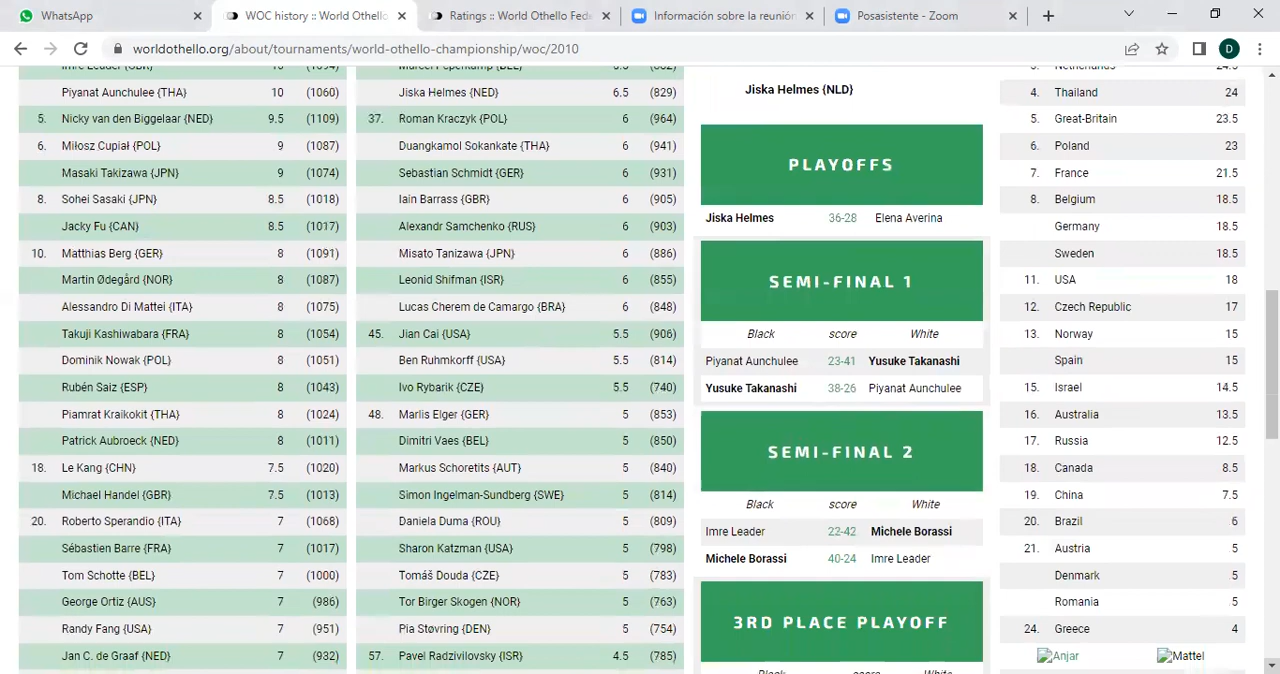 WhatsApp
WOC history :: World Othello
Ratings :: World Othello Fede
Información sobre la reunión
Posasistente - Zoom
worldothello.org/about/tournaments/world-othello-championship/woc/2010
D
Imre Leader {GBR} 10 (1094)
Piyanat Aunchulee {THA} 10 (1060)
5. Nicky van den Biggelaar {NED} 9.5 (1109)
6. Miłosz Cupiał {POL} 9 (1087)
Masaki Takizawa {JPN} 9 (1074)
8. Sohei Sasaki {JPN} 8.5 (1018)
Jacky Fu {CAN} 8.5 (1017)
10. Matthias Berg {GER} 8 (1091)
Martin Ødegård {NOR} 8 (1087)
Alessandro Di Mattei {ITA} 8 (1075)
Takuji Kashiwabara {FRA} 8 (1054)
Dominik Nowak {POL} 8 (1051)
Rubén Saiz {ESP} 8 (1043)
Piamrat Kraikokit {THA} 8 (1024)
Patrick Aubroeck {NED} 8 (1011)
18. Le Kang {CHN} 7.5 (1020)
Michael Handel {GBR} 7.5 (1013)
20. Roberto Sperandio {ITA} 7 (1068)
Sébastien Barre {FRA} 7 (1017)
Tom Schotte {BEL} 7 (1000)
George Ortiz {AUS} 7 (986)
Randy Fang {USA} 7 (951)
Jan C. de Graaf {NED} 7 (932)
Marcel Peperkamp {BEL}
Jiska Helmes {NED} 6.5 (829)
37. Roman Kraczyk {POL} 6 (964)
Duangkamol Sokankate {THA} 6 (941)
Sebastian Schmidt {GER} 6 (931)
Iain Barrass {GBR} 6 (905)
Alexandr Samchenko {RUS} 6 (903)
Misato Tanizawa {JPN} 6 (886)
Leonid Shifman {ISR} 6 (855)
Lucas Cherem de Camargo {BRA} 6 (848)
45. Jian Cai {USA} 5.5 (906)
Ben Ruhmkorff {USA} 5.5 (814)
Ivo Rybarik {CZE} 5.5 (740)
48. Marlis Elger {GER} 5 (853)
Dimitri Vaes {BEL} 5 (850)
Markus Schoretits {AUT} 5 (840)
Simon Ingelman-Sundberg {SWE} 5 (814)
Daniela Duma {ROU} 5 (809)
Sharon Katzman {USA} 5 (798)
Tomáš Douda {CZE} 5 (783)
Tor Birger Skogen {NOR} 5 (763)
Pia Støvring {DEN} 5 (754)
57. Pavel Radzivilovsky {ISR} 4.5 (785)
Jiska Helmes {NLD}
PLAYOFFS
Jiska Helmes 36-28 Elena Averina
SEMI-FINAL 1
Black score White
Piyanat Aunchulee 23-41 Yusuke Takanashi
Yusuke Takanashi 38-26 Piyanat Aunchulee
SEMI-FINAL 2
Black score White
Imre Leader 22-42 Michele Borassi
Michele Borassi 40-24 Imre Leader
3RD PLACE PLAYOFF
Black score White
3. Netherlands 24.5
4. Thailand 24
5. Great-Britain 23.5
6. Poland 23
7. France 21.5
8. Belgium 18.5
Germany 18.5
Sweden 18.5
11. USA 18
12. Czech Republic 17
13. Norway 15
Spain 15
15. Israel 14.5
16. Australia 13.5
17. Russia 12.5
18. Canada 8.5
19. China 7.5
20. Brazil 6
21. Austria 5
Denmark 5
Romania 5
24. Greece 4
Anjar Mattel